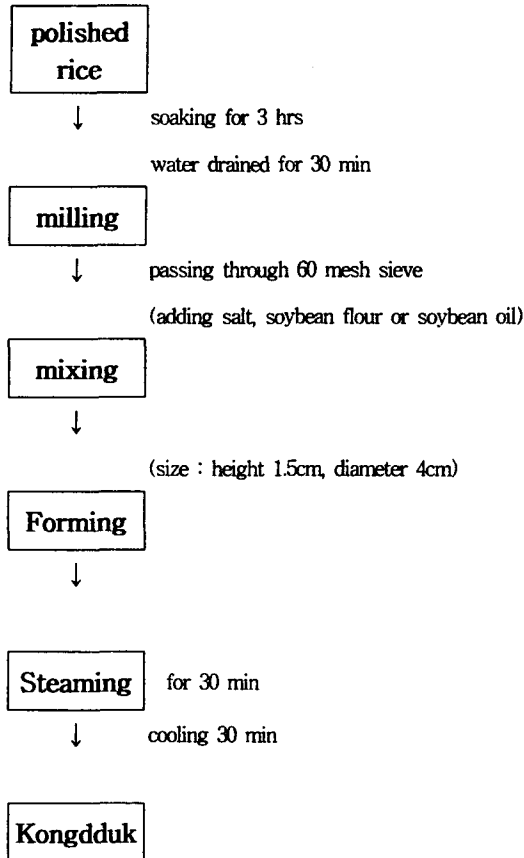 polished
rice
↓ soaking for 3 hrs
water drained for 30 min
milling
↓ passing through 60 mesh sieve
(adding salt, soybean flour or soybean oil)
mixing
↓
(size : height 1.5cm, diameter 4cm)
Forming
↓
Steaming for 30 min
↓ cooling 30 min
Kongdduk